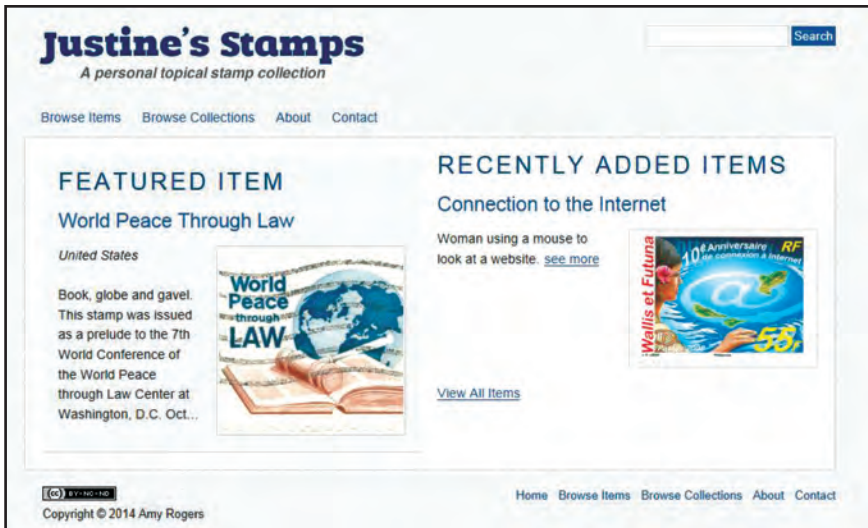 Justine's Stamps
A personal topical stamp collection
Search
Browse Items Browse Collections About Contact
FEATURED ITEM
World Peace Through Law
United States
Book, globe and gavel.
This stamp was issued
as a prelude to the 7th
World Conference of
the World Peace
through Law Center at
Washington, D.C. Oct...
World
Peace
through
LAW
RECENTLY ADDED ITEMS
Connection to the Internet
Woman using a mouse to
look at a website. see more
Wallis et Futuna
10e Anniversaire
de connexion à Internet
RF
@
55F
View All Items
(cc) BY-NC-ND
Copyright © 2014 Amy Rogers
Home Browse Items Browse Collections About Contact